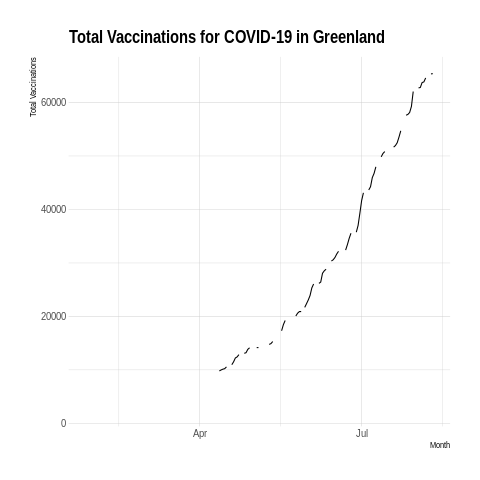 Total Vaccinations for COVID-19 in Greenland
Total Vaccinations
60000
40000
20000
0
Apr
Jul
Month